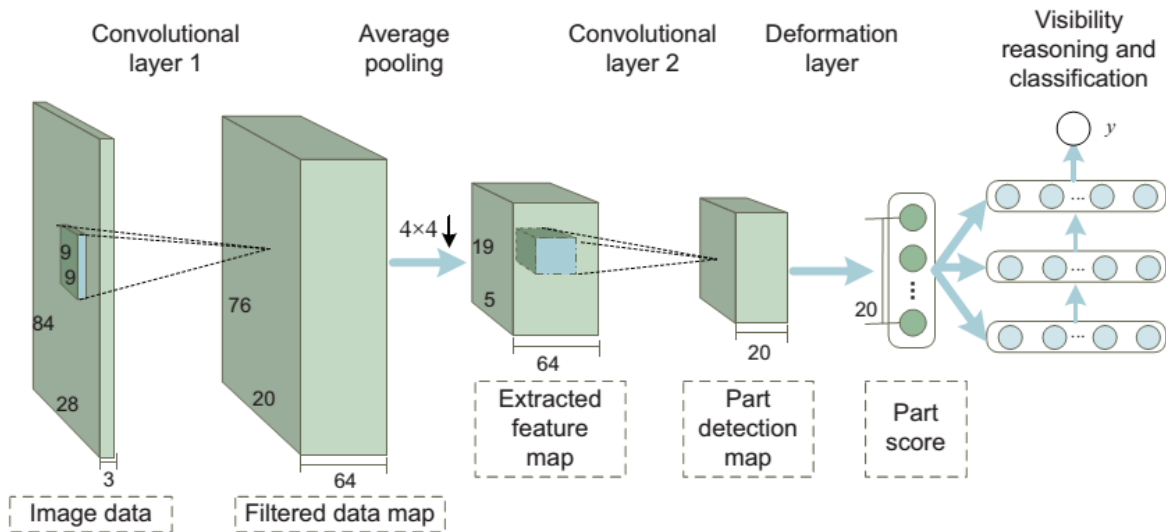 Convolutional
layer 1
Average
pooling
Convolutional
layer 2
Deformation
layer
Visibility
reasoning and
classification
y
9
9
84
28
3
76
20
64
4×4
19
5
64
20
20
...
...
...
Image data
Filtered data map
Extracted
feature
map
Part
detection
map
Part
score